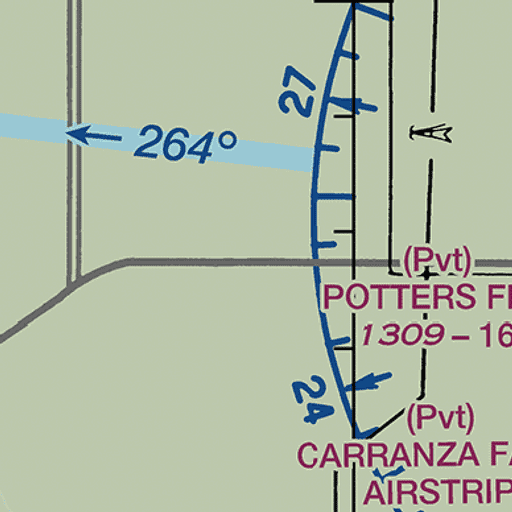 27
264°
(Pvt)
POTTERS
1309 – 16
24
(Pvt)
CARRANZA
AIRSTRIP